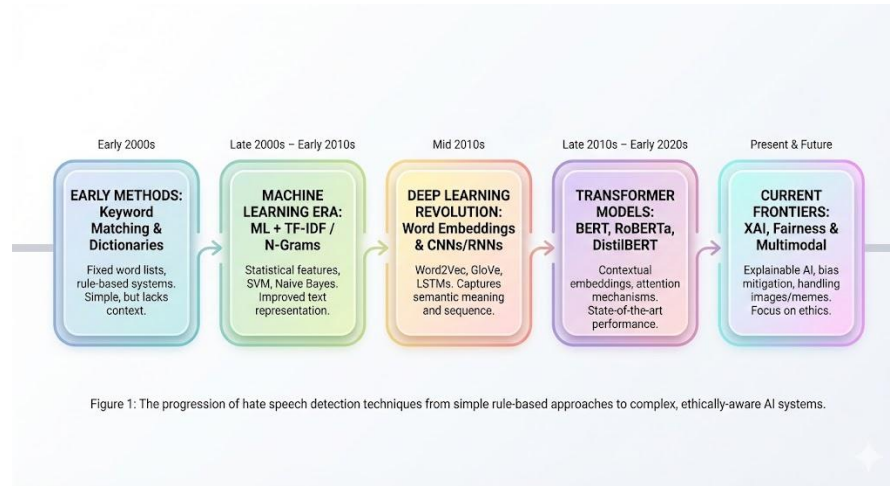 Early 2000s
EARLY METHODS:
Keyword
Matching &
Dictionaries
Fixed word lists,
rule-based systems.
Simple, but lacks
context.
Late 2000s – Early 2010s
MACHINE
LEARNING ERA:
ML + TF-IDF /
N-Grams
Statistical features,
SVM, Naive Bayes.
Improved text
representation.
Mid 2010s
DEEP LEARNING
REVOLUTION:
Word Embeddings
& CNNs/RNNs
Word2Vec, GloVe,
LSTMs. Captures
semantic meaning
and sequence.
Late 2010s – Early 2020s
TRANSFORMER
MODELS:
BERT, RoBERTa,
DistilBERT
Contextual
embeddings, attention
mechanisms.
State-of-the-art
performance.
Present & Future
CURRENT
FRONTIERS:
XAI, Fairness &
Multimodal
Explainable AI, bias
mitigation, handling
images/memes.
Focus on ethics.
Figure 1: The progression of hate speech detection techniques from simple rule-based approaches to complex, ethically-aware AI systems.